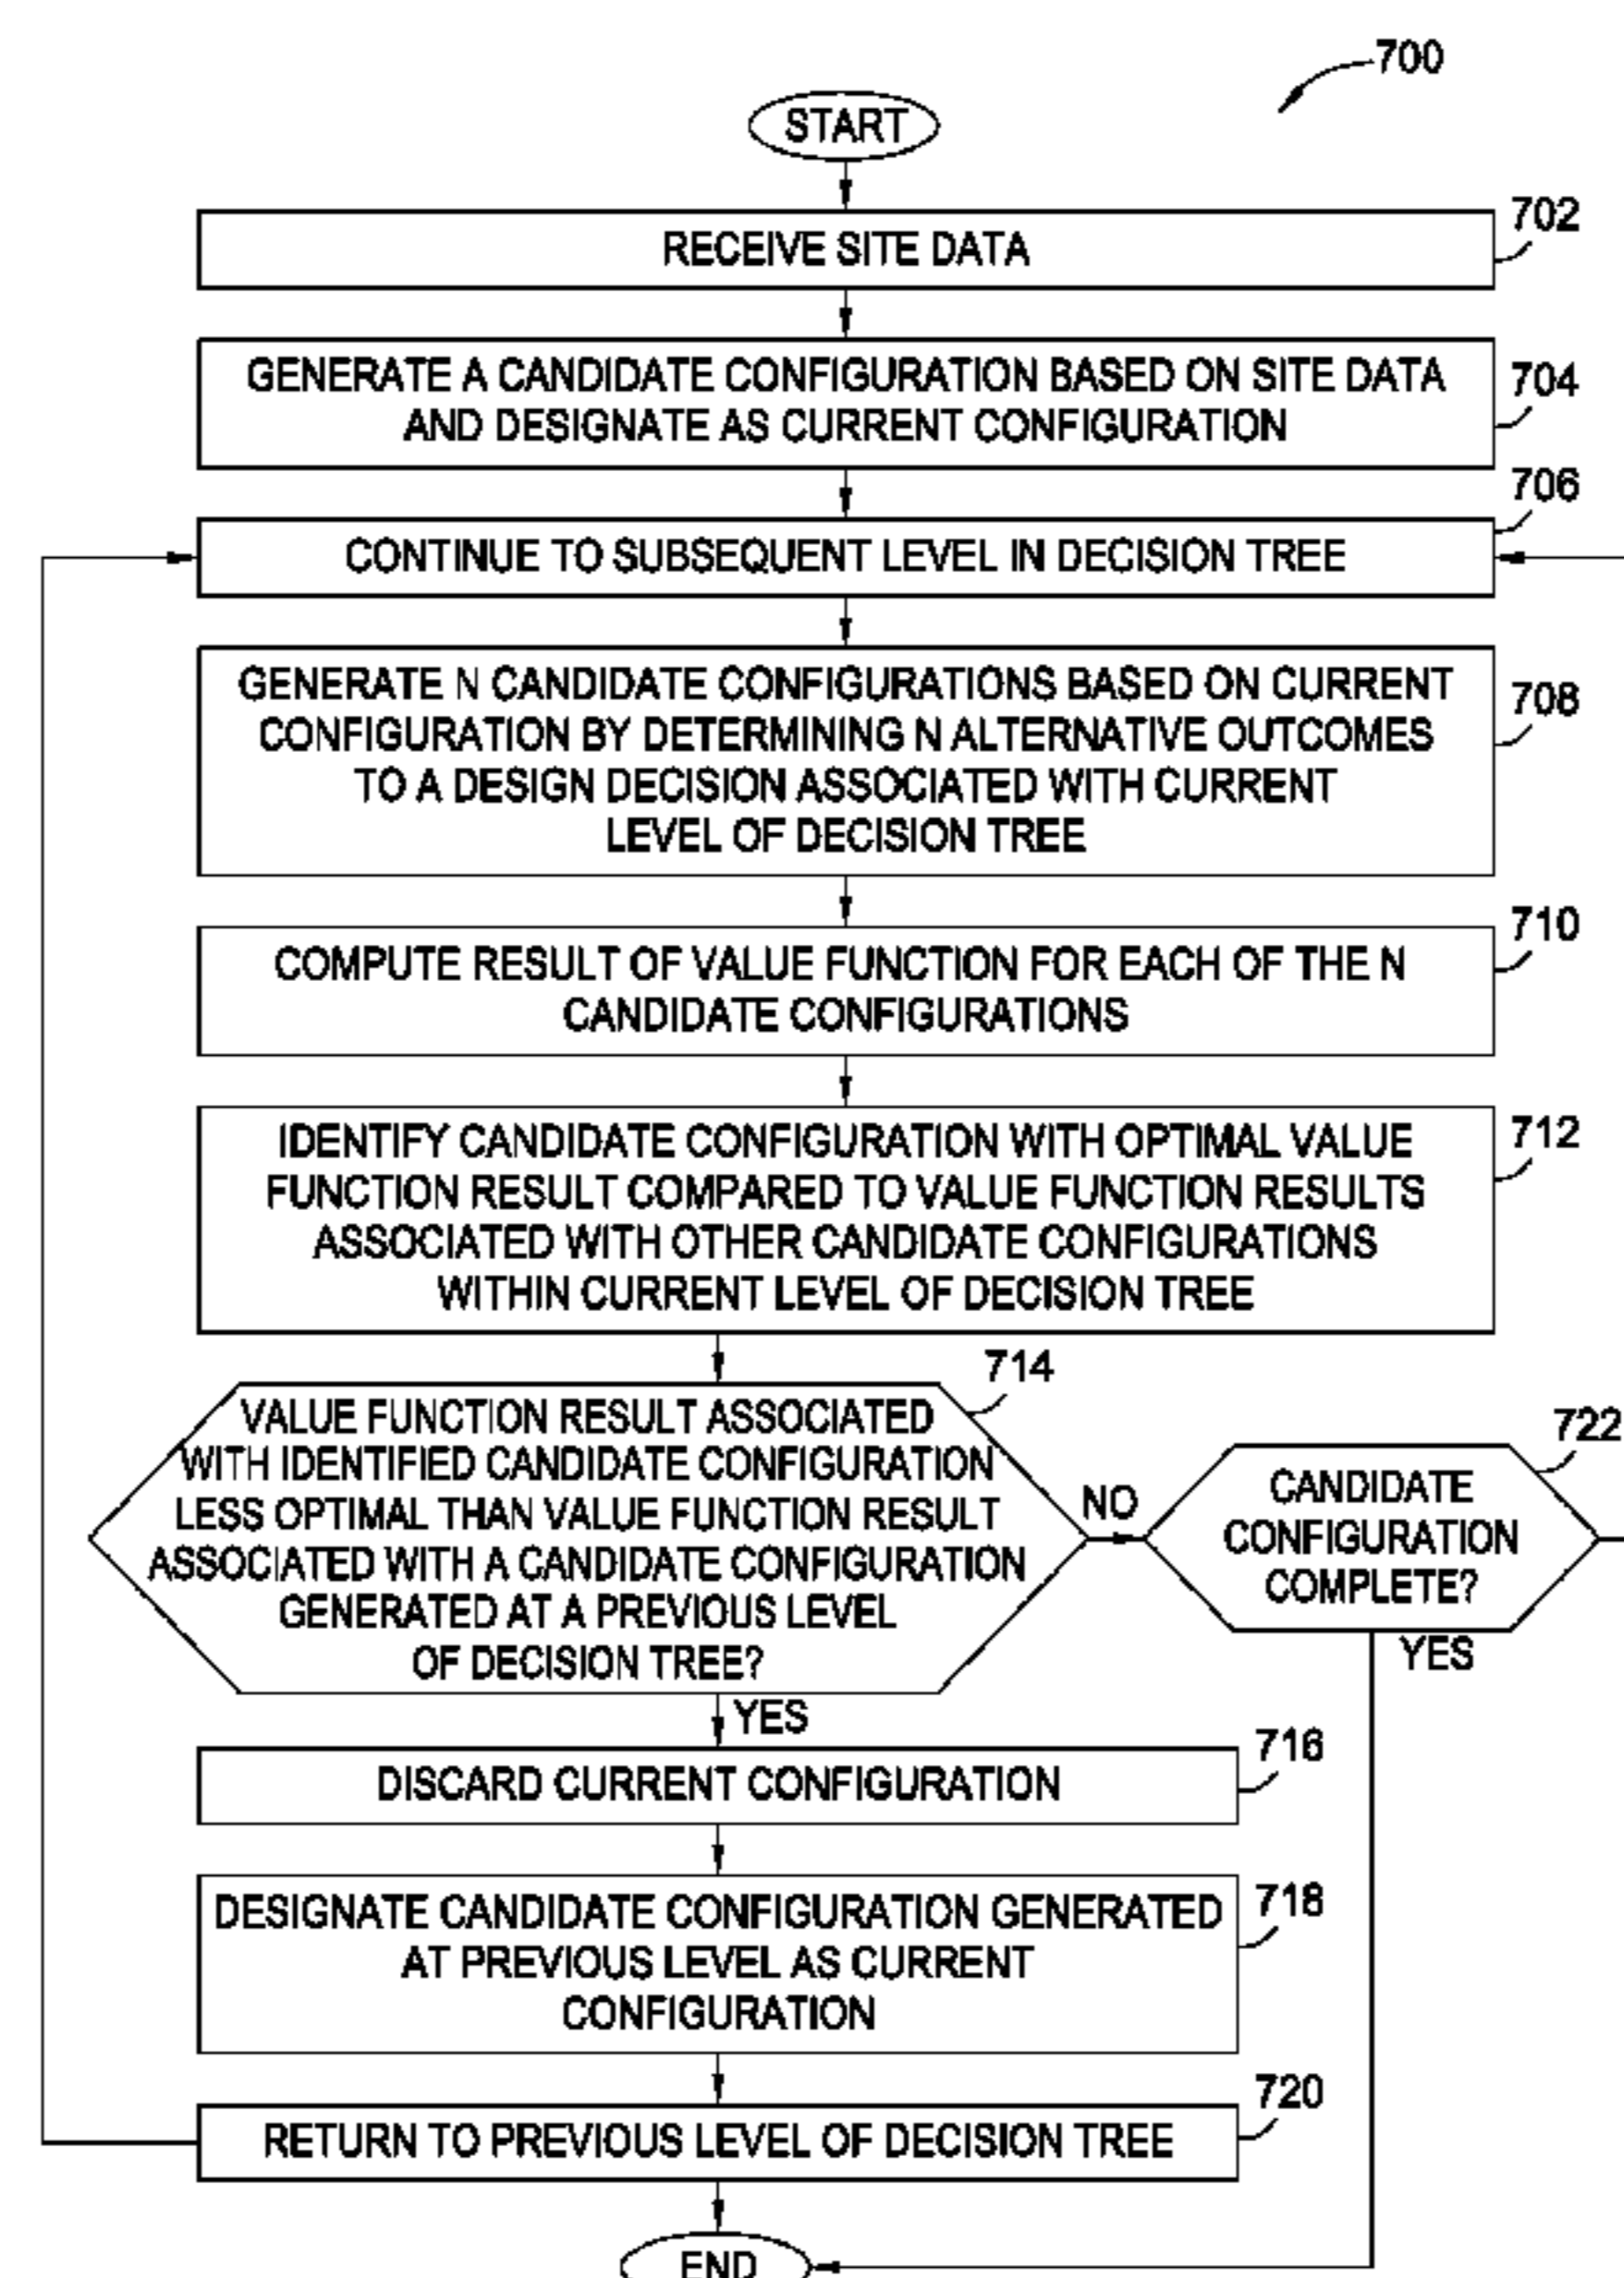 700
START
702
RECEIVE SITE DATA
704
GENERATE A CANDIDATE CONFIGURATION BASED ON SITE DATA
AND DESIGNATE AS CURRENT CONFIGURATION
706
CONTINUE TO SUBSEQUENT LEVEL IN DECISION TREE
708
GENERATE N CANDIDATE CONFIGURATIONS BASED ON CURRENT
CONFIGURATION BY DETERMINING N ALTERNATIVE OUTCOMES
TO A DESIGN DECISION ASSOCIATED WITH CURRENT
LEVEL OF DECISION TREE
710
COMPUTE RESULT OF VALUE FUNCTION FOR EACH OF THE N
CANDIDATE CONFIGURATIONS
712
IDENTIFY CANDIDATE CONFIGURATION WITH OPTIMAL VALUE
FUNCTION RESULT COMPARED TO VALUE FUNCTION RESULTS
ASSOCIATED WITH OTHER CANDIDATE CONFIGURATIONS
WITHIN CURRENT LEVEL OF DECISION TREE
714
VALUE FUNCTION RESULT ASSOCIATED
WITH IDENTIFIED CANDIDATE CONFIGURATION
LESS OPTIMAL THAN VALUE FUNCTION RESULT
ASSOCIATED WITH A CANDIDATE CONFIGURATION
GENERATED AT A PREVIOUS LEVEL
OF DECISION TREE?
NO
722
CANDIDATE
CONFIGURATION
COMPLETE?
YES
YES
716
DISCARD CURRENT CONFIGURATION
718
DESIGNATE CANDIDATE CONFIGURATION GENERATED
AT PREVIOUS LEVEL AS CURRENT
CONFIGURATION
720
RETURN TO PREVIOUS LEVEL OF DECISION TREE
END